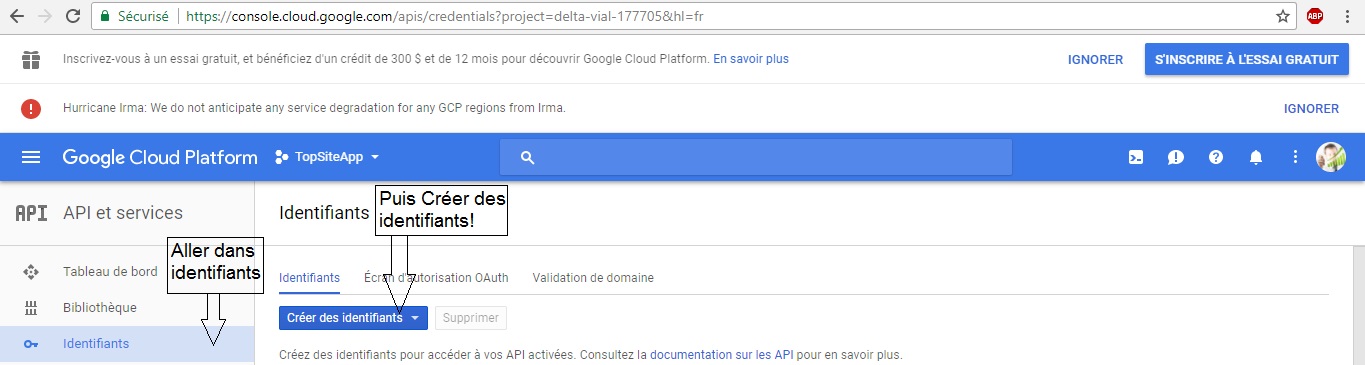 Sécurisé https://console.cloud.google.com/apis/credentials?project=delta-vial-177705&hl=fr ABP
Inscrivez-vous à un essai gratuit, et bénéficiez d'un crédit de 300 $ et de 12 mois pour découvrir Google Cloud Platform. En savoir plus IGNORER S'INSCRIRE À L'ESSAI GRATUIT
Hurricane Irma: We do not anticipate any service degradation for any GCP regions from Irma. IGNORER
Google Cloud Platform TopSiteApp
API API et services
Identifiants
Puis Créer des
identifiants!
Aller dans
identifiants
Tableau de bord
Bibliothèque
Identifiants
Identifiants Écran d'autorisation OAuth Validation de domaine
Créer des identifiants Supprimer
Créez des identifiants pour accéder à vos API activées. Consultez la documentation sur les API pour en savoir plus.